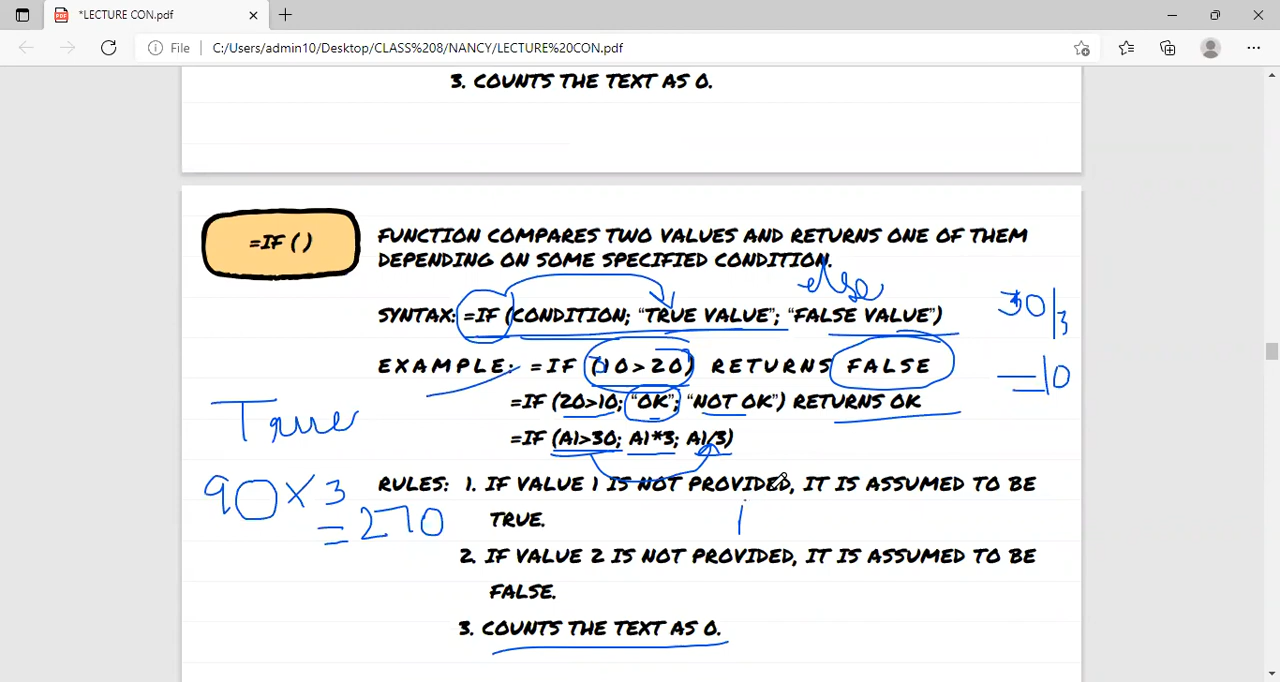 *LECTURE CON.pdf
File C:/Users/admin10/Desktop/CLASS%208/NANCY/LECTURE%20CON.pdf
3. COUNTS THE TEXT AS 0.
=IF ( )
FUNCTION COMPARES TWO VALUES AND RETURNS ONE OF THEM
DEPENDING ON SOME SPECIFIED CONDITION.
else
SYNTAX: =IF (CONDITION; “TRUE VALUE”; “FALSE VALUE”)
30/3
=10
EXAMPLE: =IF (10>20) RETURNS FALSE
=IF (20>10; “OK”; “NOT OK”) RETURNS OK
True
=IF (A1>30; A1*3; A1/3)
90 X 3
= 270
RULES: 1. IF VALUE 1 IS NOT PROVIDED, IT IS ASSUMED TO BE
TRUE.
2. IF VALUE 2 IS NOT PROVIDED, IT IS ASSUMED TO BE
FALSE.
3. COUNTS THE TEXT AS 0.